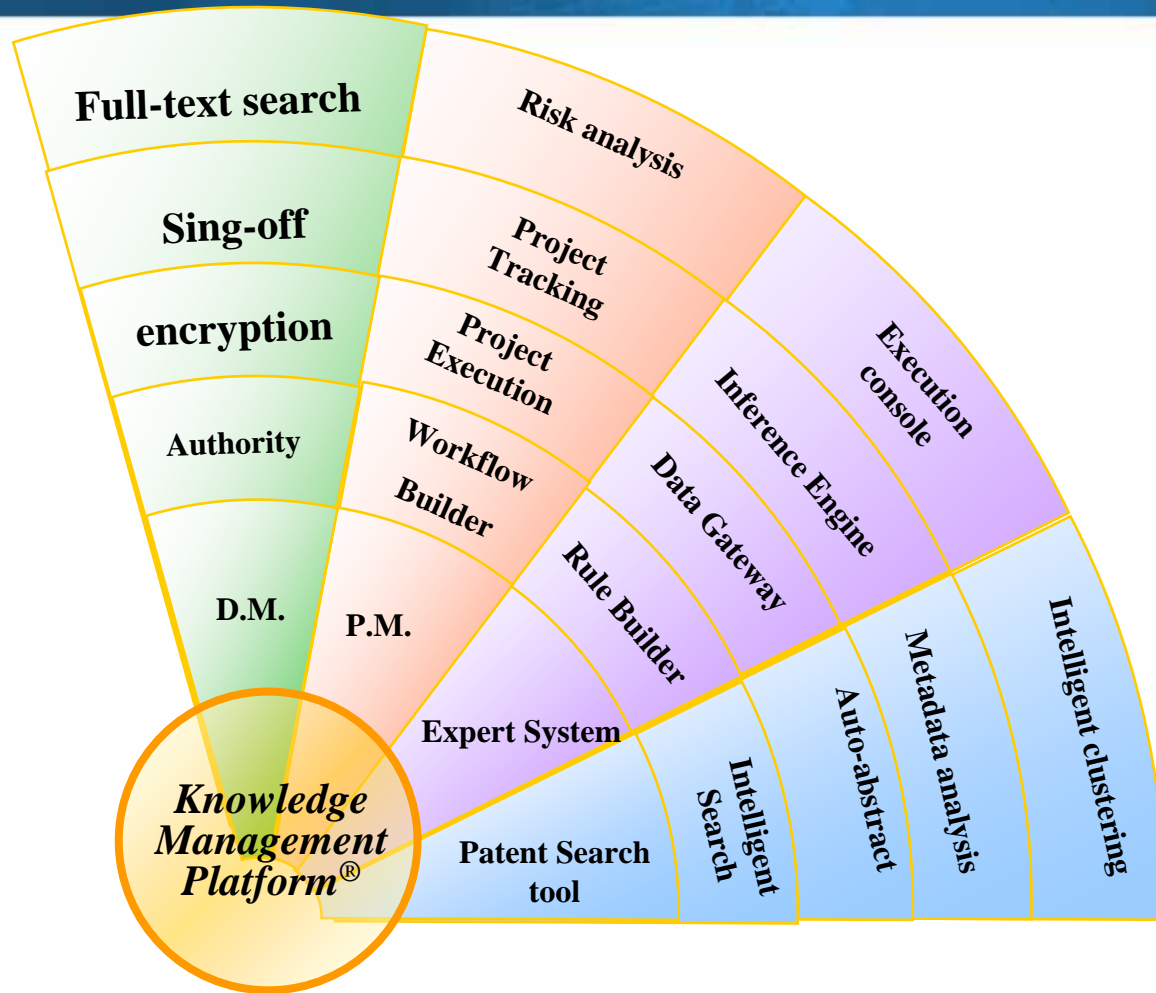 Full-text search
Sing-off
encryption
Authority
D.M.
Risk analysis
Project
Tracking
Project
Execution
Workflow
Builder
P.M.
Execution
console
Inference Engine
Data Gateway
Rule Builder
Expert System
Intelligent clustering
Metadata analysis
Auto-abstract
Intelligent
Search
Patent Search
tool
Knowledge
Management
Platform®